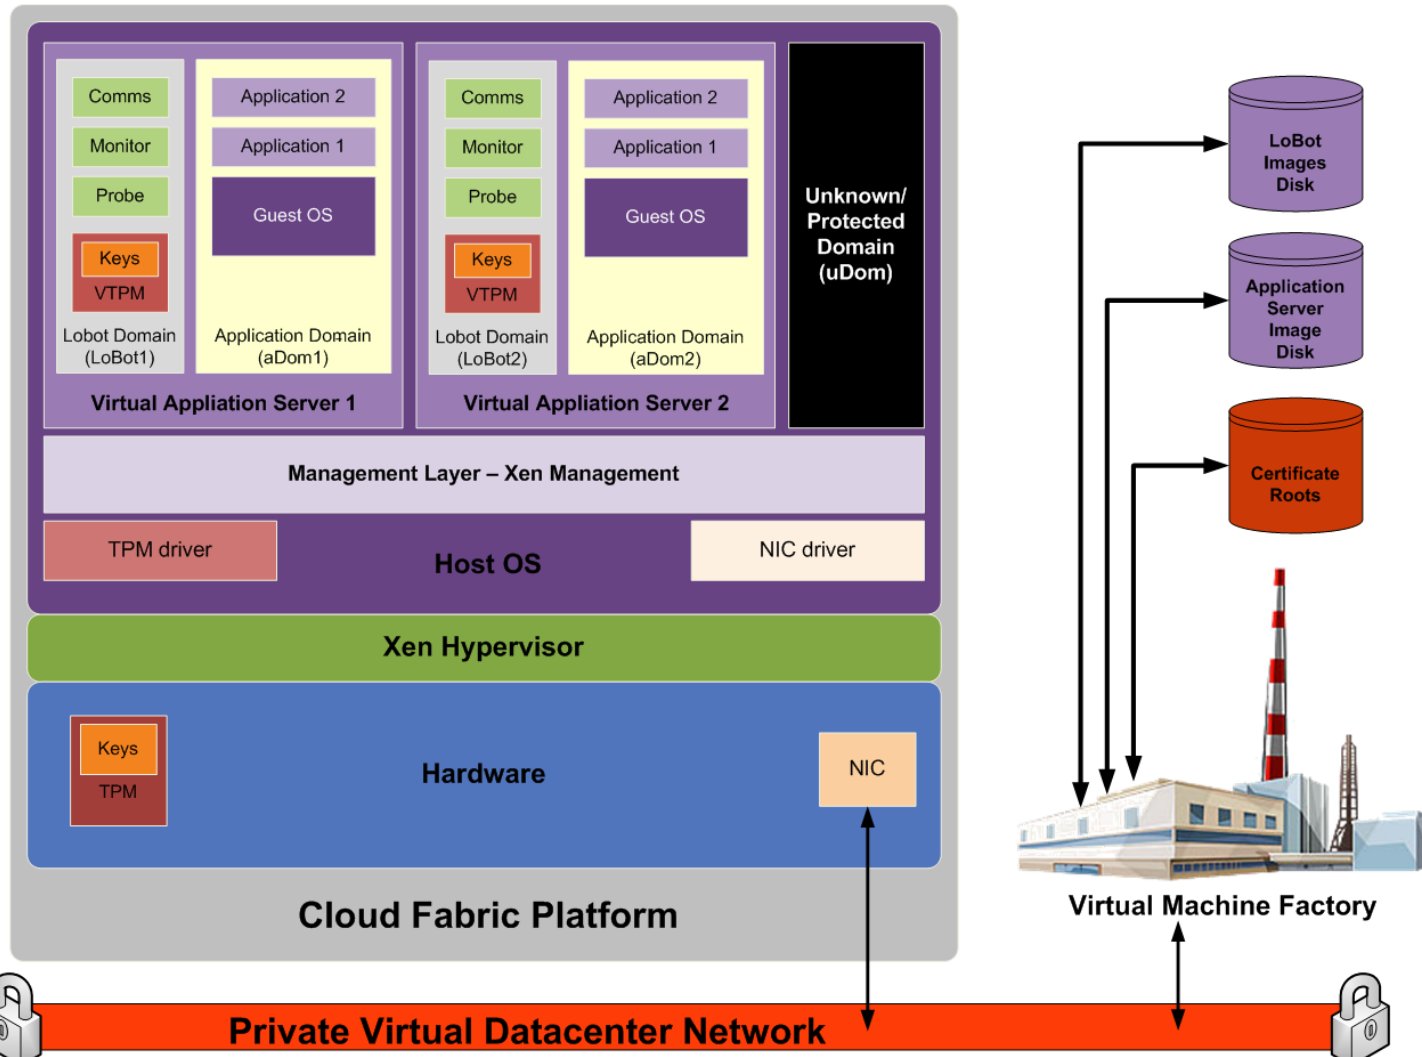 Comms
Monitor
Probe
Keys
VTPM
Lobot Domain
(LoBot1)
Application 2
Application 1
Guest OS
Application Domain
(aDom1)
Virtual Appliation Server 1
Comms
Monitor
Probe
Keys
VTPM
Lobot Domain
(LoBot2)
Application 2
Application 1
Guest OS
Application Domain
(aDom2)
Virtual Appliation Server 2
Unknown/
Protected
Domain
(uDom)
Management Layer – Xen Management
TPM driver
Host OS
NIC driver
Xen Hypervisor
Keys
TPM
Hardware
NIC
Cloud Fabric Platform
LoBot
Images
Disk
Application
Server
Image
Disk
Certificate
Roots
Virtual Machine Factory
Private Virtual Datacenter Network